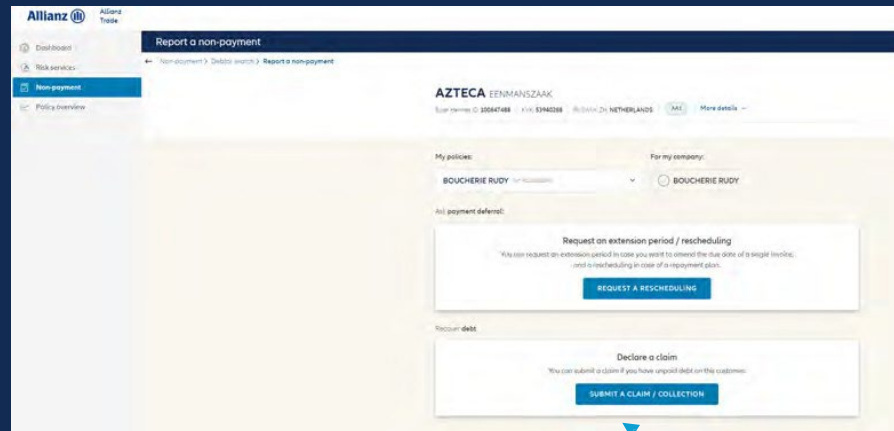 Allianz
Allianz
Trade
Report a non-payment
Dashboard
Risk services
Non-payment
Policy overview
← Non-payment > Debtor search > Report a non-payment
AZTECA EENMANSZAAK
100847488 53940288 NETHERLANDS More details
My policies:
For my company:
BOUCHERIE RUDY
BOUCHERIE RUDY
Ask payment deferral:
Request an extension period / rescheduling
You can request an extension period in case you want to amend the due date of a single invoice,
and a rescheduling in case of a repayment plan.
REQUEST A RESCHEDULING
Recover debt
Declare a claim
You can submit a claim if you have unpaid debt on this customer.
SUBMIT A CLAIM / COLLECTION